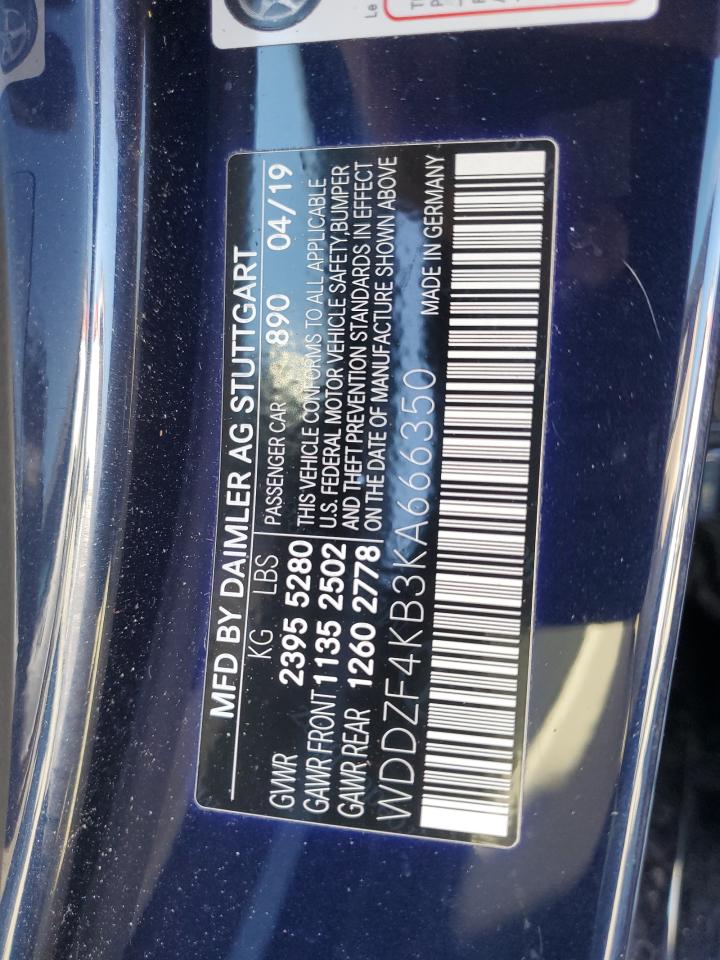 MFD BY DAIMLER AG STUTTGART
KG LBS
PASSENGER CAR 890 04/19
GVWR 2395 5280
GAWR FRONT 1135 2502
GAWR REAR 1260 2778
THIS VEHICLE CONFORMS TO ALL APPLICABLE
U.S. FEDERAL MOTOR VEHICLE SAFETY,BUMPER
AND THEFT PREVENTION STANDARDS IN EFFECT
ON THE DATE OF MANUFACTURE SHOWN ABOVE
WDDZF4KB3KA666350 MADE IN GERMANY
Le